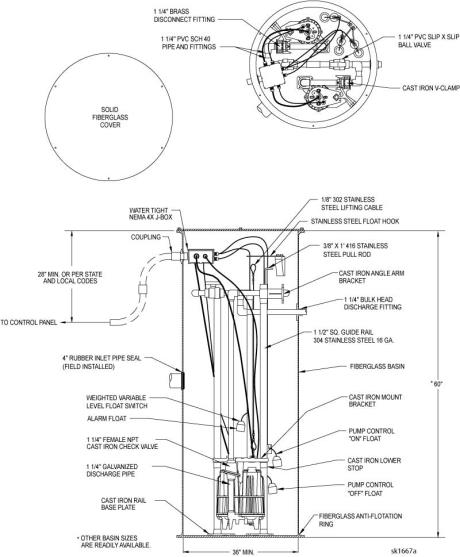 1 1/4" BRASS
DISCONNECT FITTING
1 1/4" PVC SCH 40
PIPE AND FITTINGS
1 1/4" PVC SLIP X SLIP
BALL VALVE
CAST IRON V-CLAMP
SOLID
FIBERGLASS
COVER
1/8" 302 STAINLESS
STEEL LIFTING CABLE
WATER TIGHT
NEMA 4X J-BOX
STAINLESS STEEL FLOAT HOOK
COUPLING
3/8" X 1' 416 STAINLESS
STEEL PULL ROD
28" MIN. OR PER STATE
AND LOCAL CODES
CAST IRON ANGLE ARM
BRACKET
1 1/4" BULK HEAD
DISCHARGE FITTING
TO CONTROL PANEL
1 1/2" SQ. GUIDE RAIL
304 STAINLESS STEEL 16 GA.
4" RUBBER INLET PIPE SEAL
(FIELD INSTALLED)
FIBERGLASS BASIN
* 60"
WEIGHTED VARIABLE
LEVEL FLOAT SWITCH
CAST IRON MOUNT
BRACKET
ALARM FLOAT
PUMP CONTROL
"ON" FLOAT
1 1/4" FEMALE NPT
CAST IRON CHECK VALVE
CAST IRON LOWER
STOP
1 1/4" GALVANIZED
DISCHARGE PIPE
PUMP CONTROL
"OFF" FLOAT
CAST IRON RAIL
BASE PLATE
FIBERGLASS ANTI-FLOTATION
RING
* OTHER BASIN SIZES
ARE READILY AVAILABLE.
36" MIN.
sk1667a